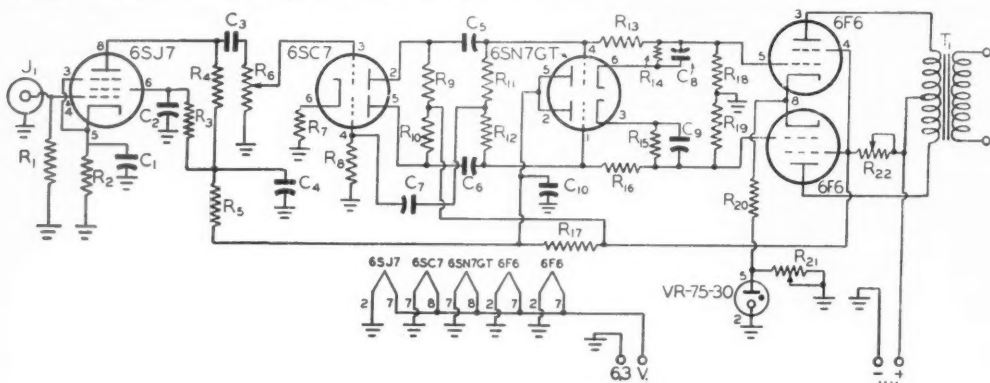 J1
3
4
8
6
5
6SJ7
R1
R2
C1
C2
R3
R4
C3
R6
C4
R5
6SC7
3
6
4
2
5
R7
R8
C7
C5
R9
R10
R11
R12
C6
6SN7GT
4
5
2
6
3
1
C10
R13
R14
C8
R15
C9
R16
R17
R18
R19
6F6
3
4
5
8
6F6
R20
R21
R22
VR-75-30
5
2
T1
6SJ7 6SC7 6SN7GT 6F6 6F6
2 7 7 8 7 8 2 7 2 7
6.3 V.
- +